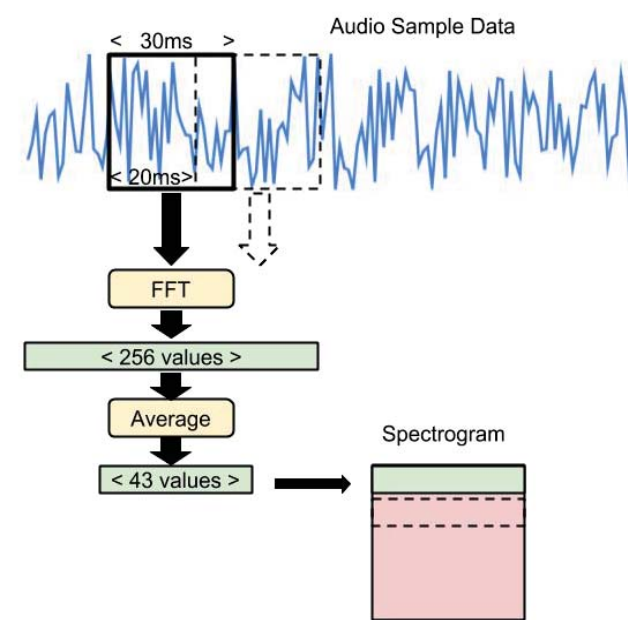 Audio Sample Data
< 30ms >
< 20ms>
FFT
< 256 values >
Average
< 43 values >
Spectrogram